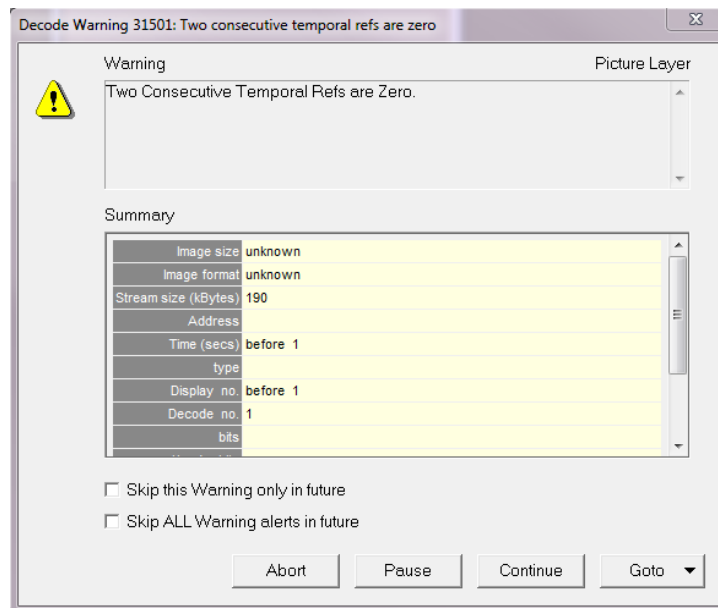 Decode Warning 31501: Two consecutive temporal refs are zero
Warning Picture Layer
Two Consecutive Temporal Refs are Zero.
Summary
Image size unknown
Image format unknown
Stream size (kBytes) 190
Address
Time (secs) before 1
type
Display no. before 1
Decode no. 1
bits
Skip this Warning only in future
Skip ALL Warning alerts in future
Abort Pause Continue Goto